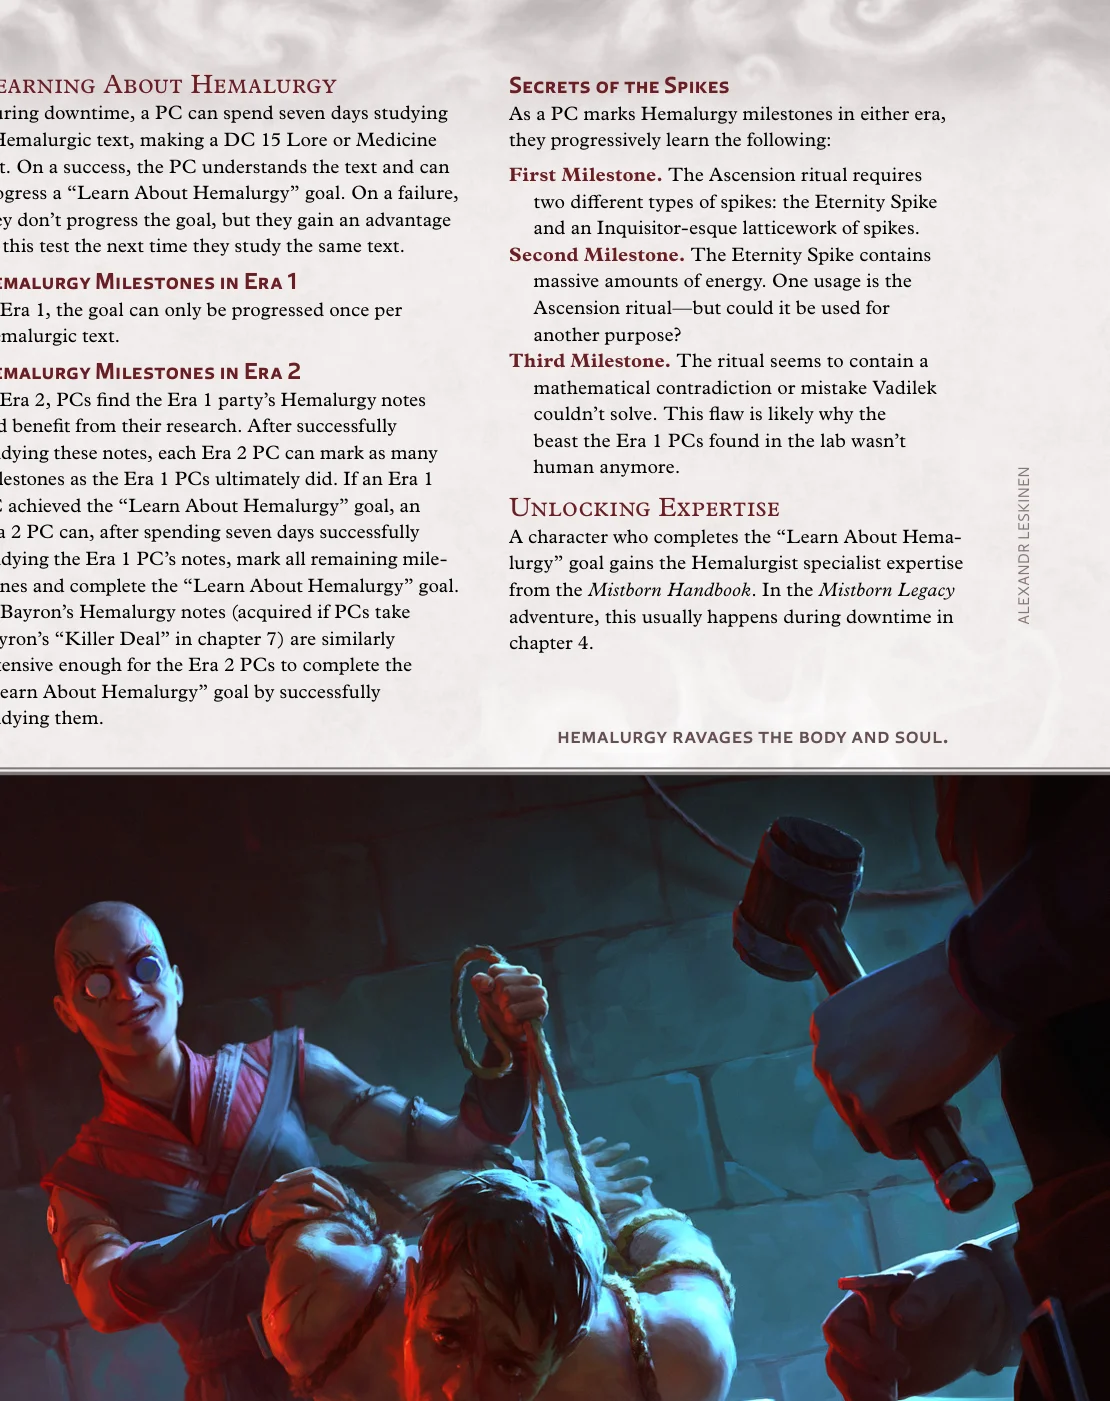 earning About Hemalurgy
uring downtime, a PC can spend seven days studying
Hemalurgic text, making a DC 15 Lore or Medicine
t. On a success, the PC understands the text and can
ogress a “Learn About Hemalurgy” goal. On a failure,
ey don’t progress the goal, but they gain an advantage
this test the next time they study the same text.
emalurgy Milestones in Era 1
Era 1, the goal can only be progressed once per
emalurgic text.
emalurgy Milestones in Era 2
Era 2, PCs find the Era 1 party’s Hemalurgy notes
d benefit from their research. After successfully
dying these notes, each Era 2 PC can mark as many
lestones as the Era 1 PCs ultimately did. If an Era 1
C achieved the “Learn About Hemalurgy” goal, an
a 2 PC can, after spending seven days successfully
dying the Era 1 PC’s notes, mark all remaining mile-
nes and complete the “Learn About Hemalurgy” goal.
Bayron’s Hemalurgy notes (acquired if PCs take
yron’s “Killer Deal” in chapter 7) are similarly
tensive enough for the Era 2 PCs to complete the
earn About Hemalurgy” goal by successfully
dying them.
Secrets of the Spikes
As a PC marks Hemalurgy milestones in either era,
they progressively learn the following:
First Milestone. The Ascension ritual requires
two different types of spikes: the Eternity Spike
and an Inquisitor-esque latticework of spikes.
Second Milestone. The Eternity Spike contains
massive amounts of energy. One usage is the
Ascension ritual—but could it be used for
another purpose?
Third Milestone. The ritual seems to contain a
mathematical contradiction or mistake Vadilek
couldn’t solve. This flaw is likely why the
beast the Era 1 PCs found in the lab wasn’t
human anymore.
Unlocking Expertise
A character who completes the “Learn About Hema-
lurgy” goal gains the Hemalurgist specialist expertise
from the Mistborn Handbook. In the Mistborn Legacy
adventure, this usually happens during downtime in
chapter 4.
ALEXANDR LESKINEN
HEMALURGY RAVAGES THE BODY AND SOUL.